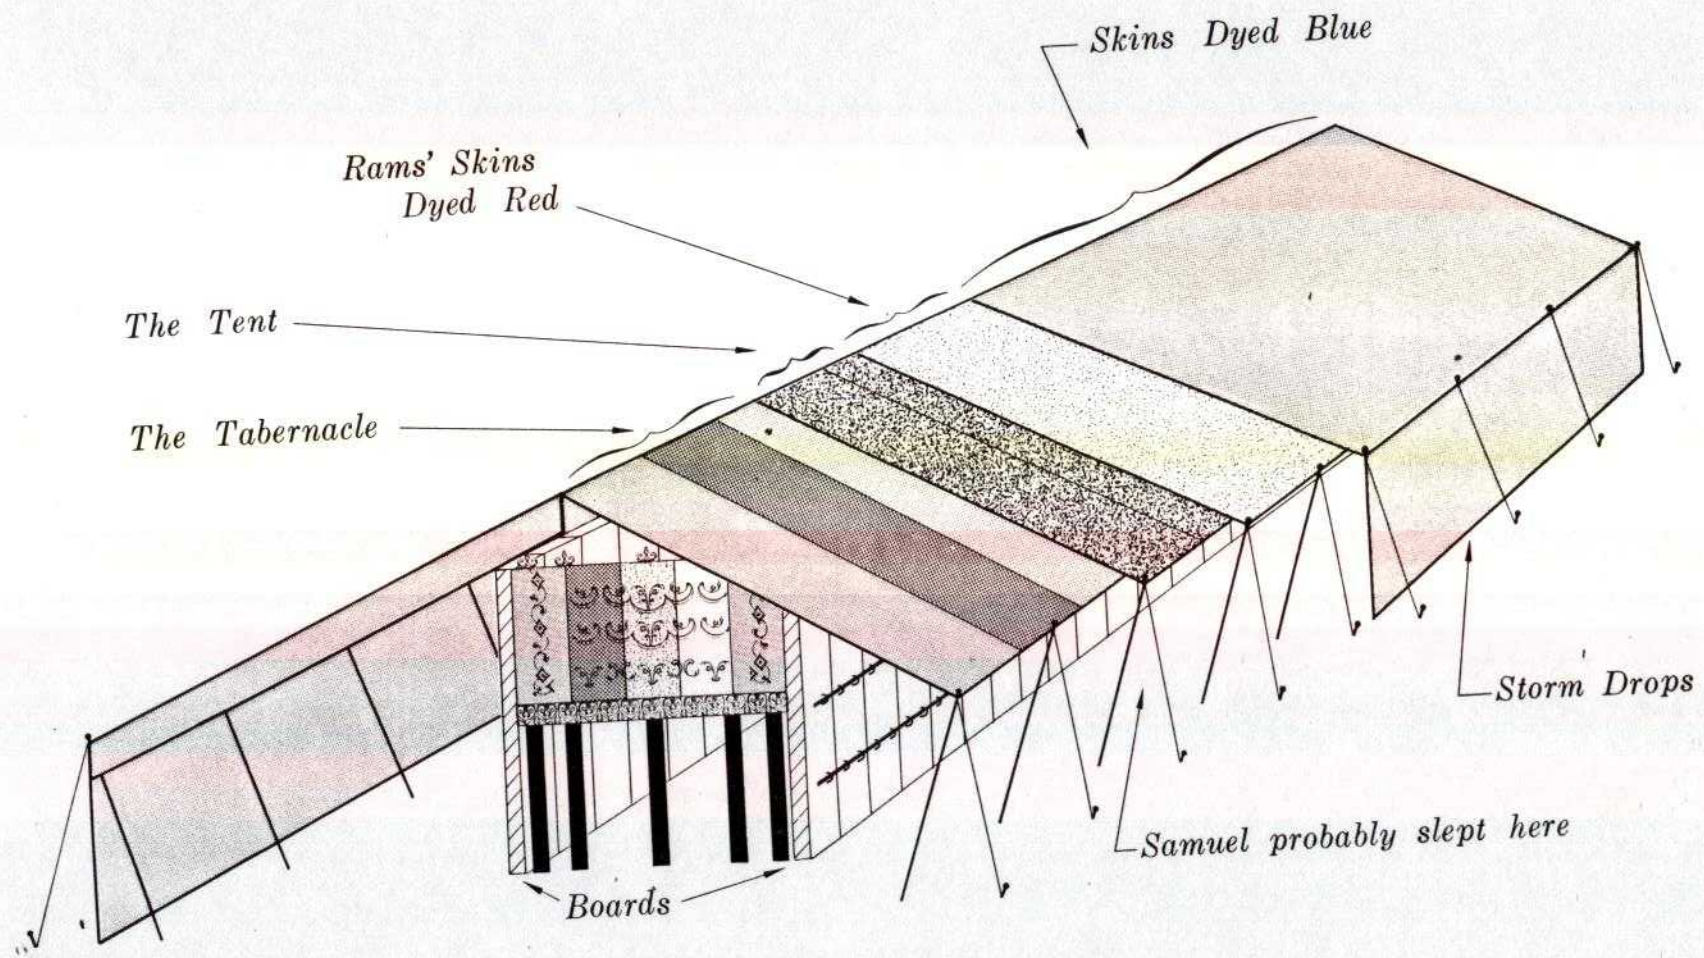 Skins Dyed Blue
Rams' Skins
Dyed Red
The Tent
The Tabernacle
Storm Drops
Samuel probably slept here
Boards